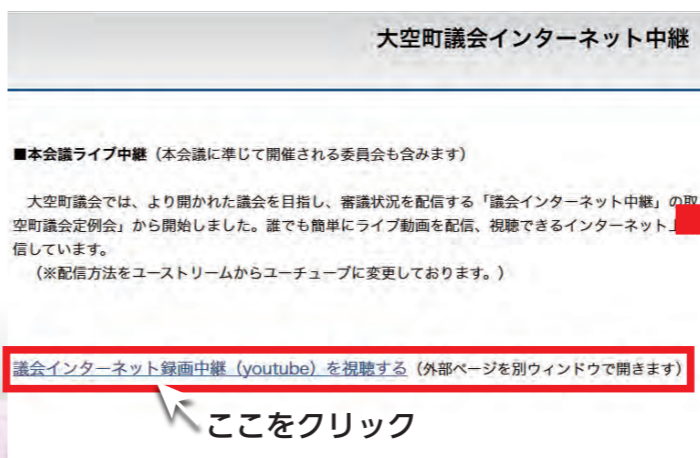 大空町議会インターネット中継
■本会議ライブ中継（本会議に準じて開催される委員会も含みます）
大空町議会では、より開かれた議会を目指し、審議状況を配信する「議会インターネット中継」の取
空町議会定例会」から開始しました。誰でも簡単にライブ動画を配信、視聴できるインターネット
信しています。
（※配信方法をユーストリームからユーチューブに変更しております。）
議会インターネット録画中継（youtube）を視聴する（外部ページを別ウィンドウで開きます）
ここをクリック